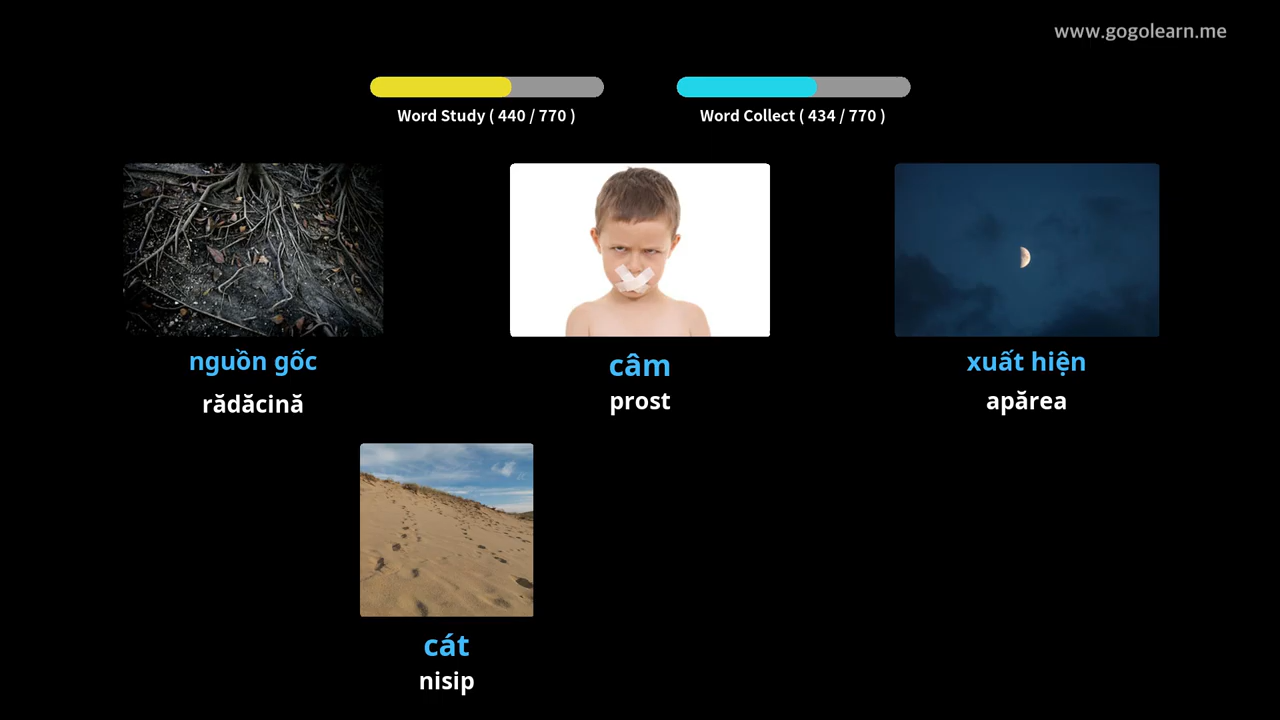 www.gogolearn.me
Word Study ( 440 / 770 )
Word Collect ( 434 / 770 )
nguồn gốc
rădăcină
câm
prost
xuất hiện
apărea
cát
nisip